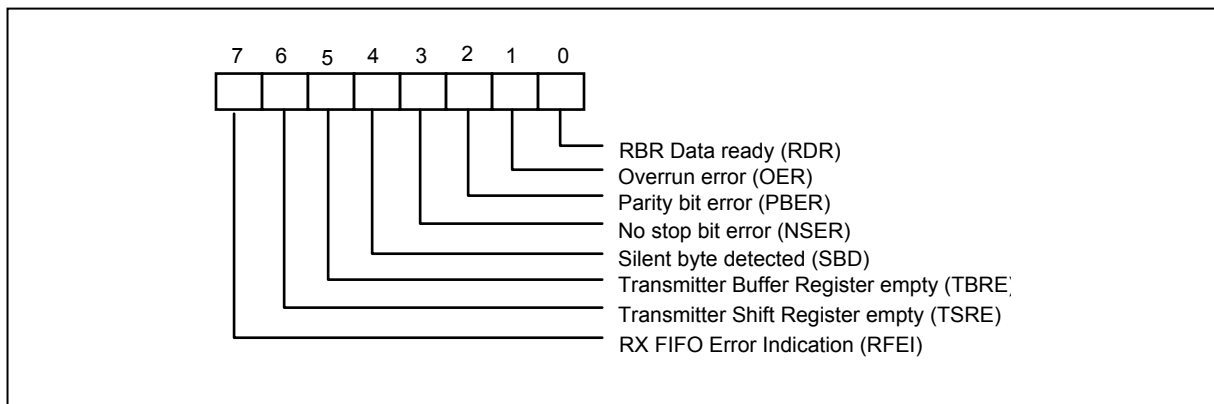 7 6 5 4 3 2 1 0
RBR Data ready (RDR)
Overrun error (OER)
Parity bit error (PBER)
No stop bit error (NSER)
Silent byte detected (SBD)
Transmitter Buffer Register empty (TBRE)
Transmitter Shift Register empty (TSRE)
RX FIFO Error Indication (RFEI)